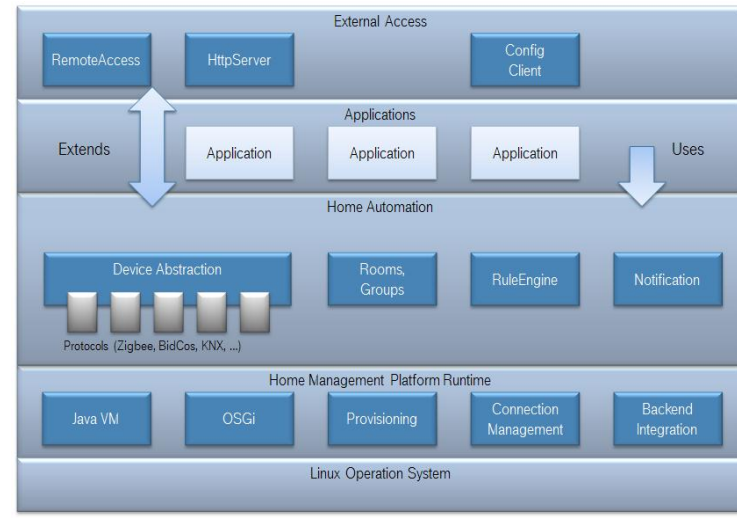 External Access
RemoteAccess
HttpServer
Config
Client
Applications
Extends
Application
Application
Application
Uses
Home Automation
Device Abstraction
Rooms,
Groups
RuleEngine
Notification
Protocols (Zigbee, BidCos, KNX, ...)
Home Management Platform Runtime
Java VM
OSGi
Provisioning
Connection
Management
Backend
Integration
Linux Operation System